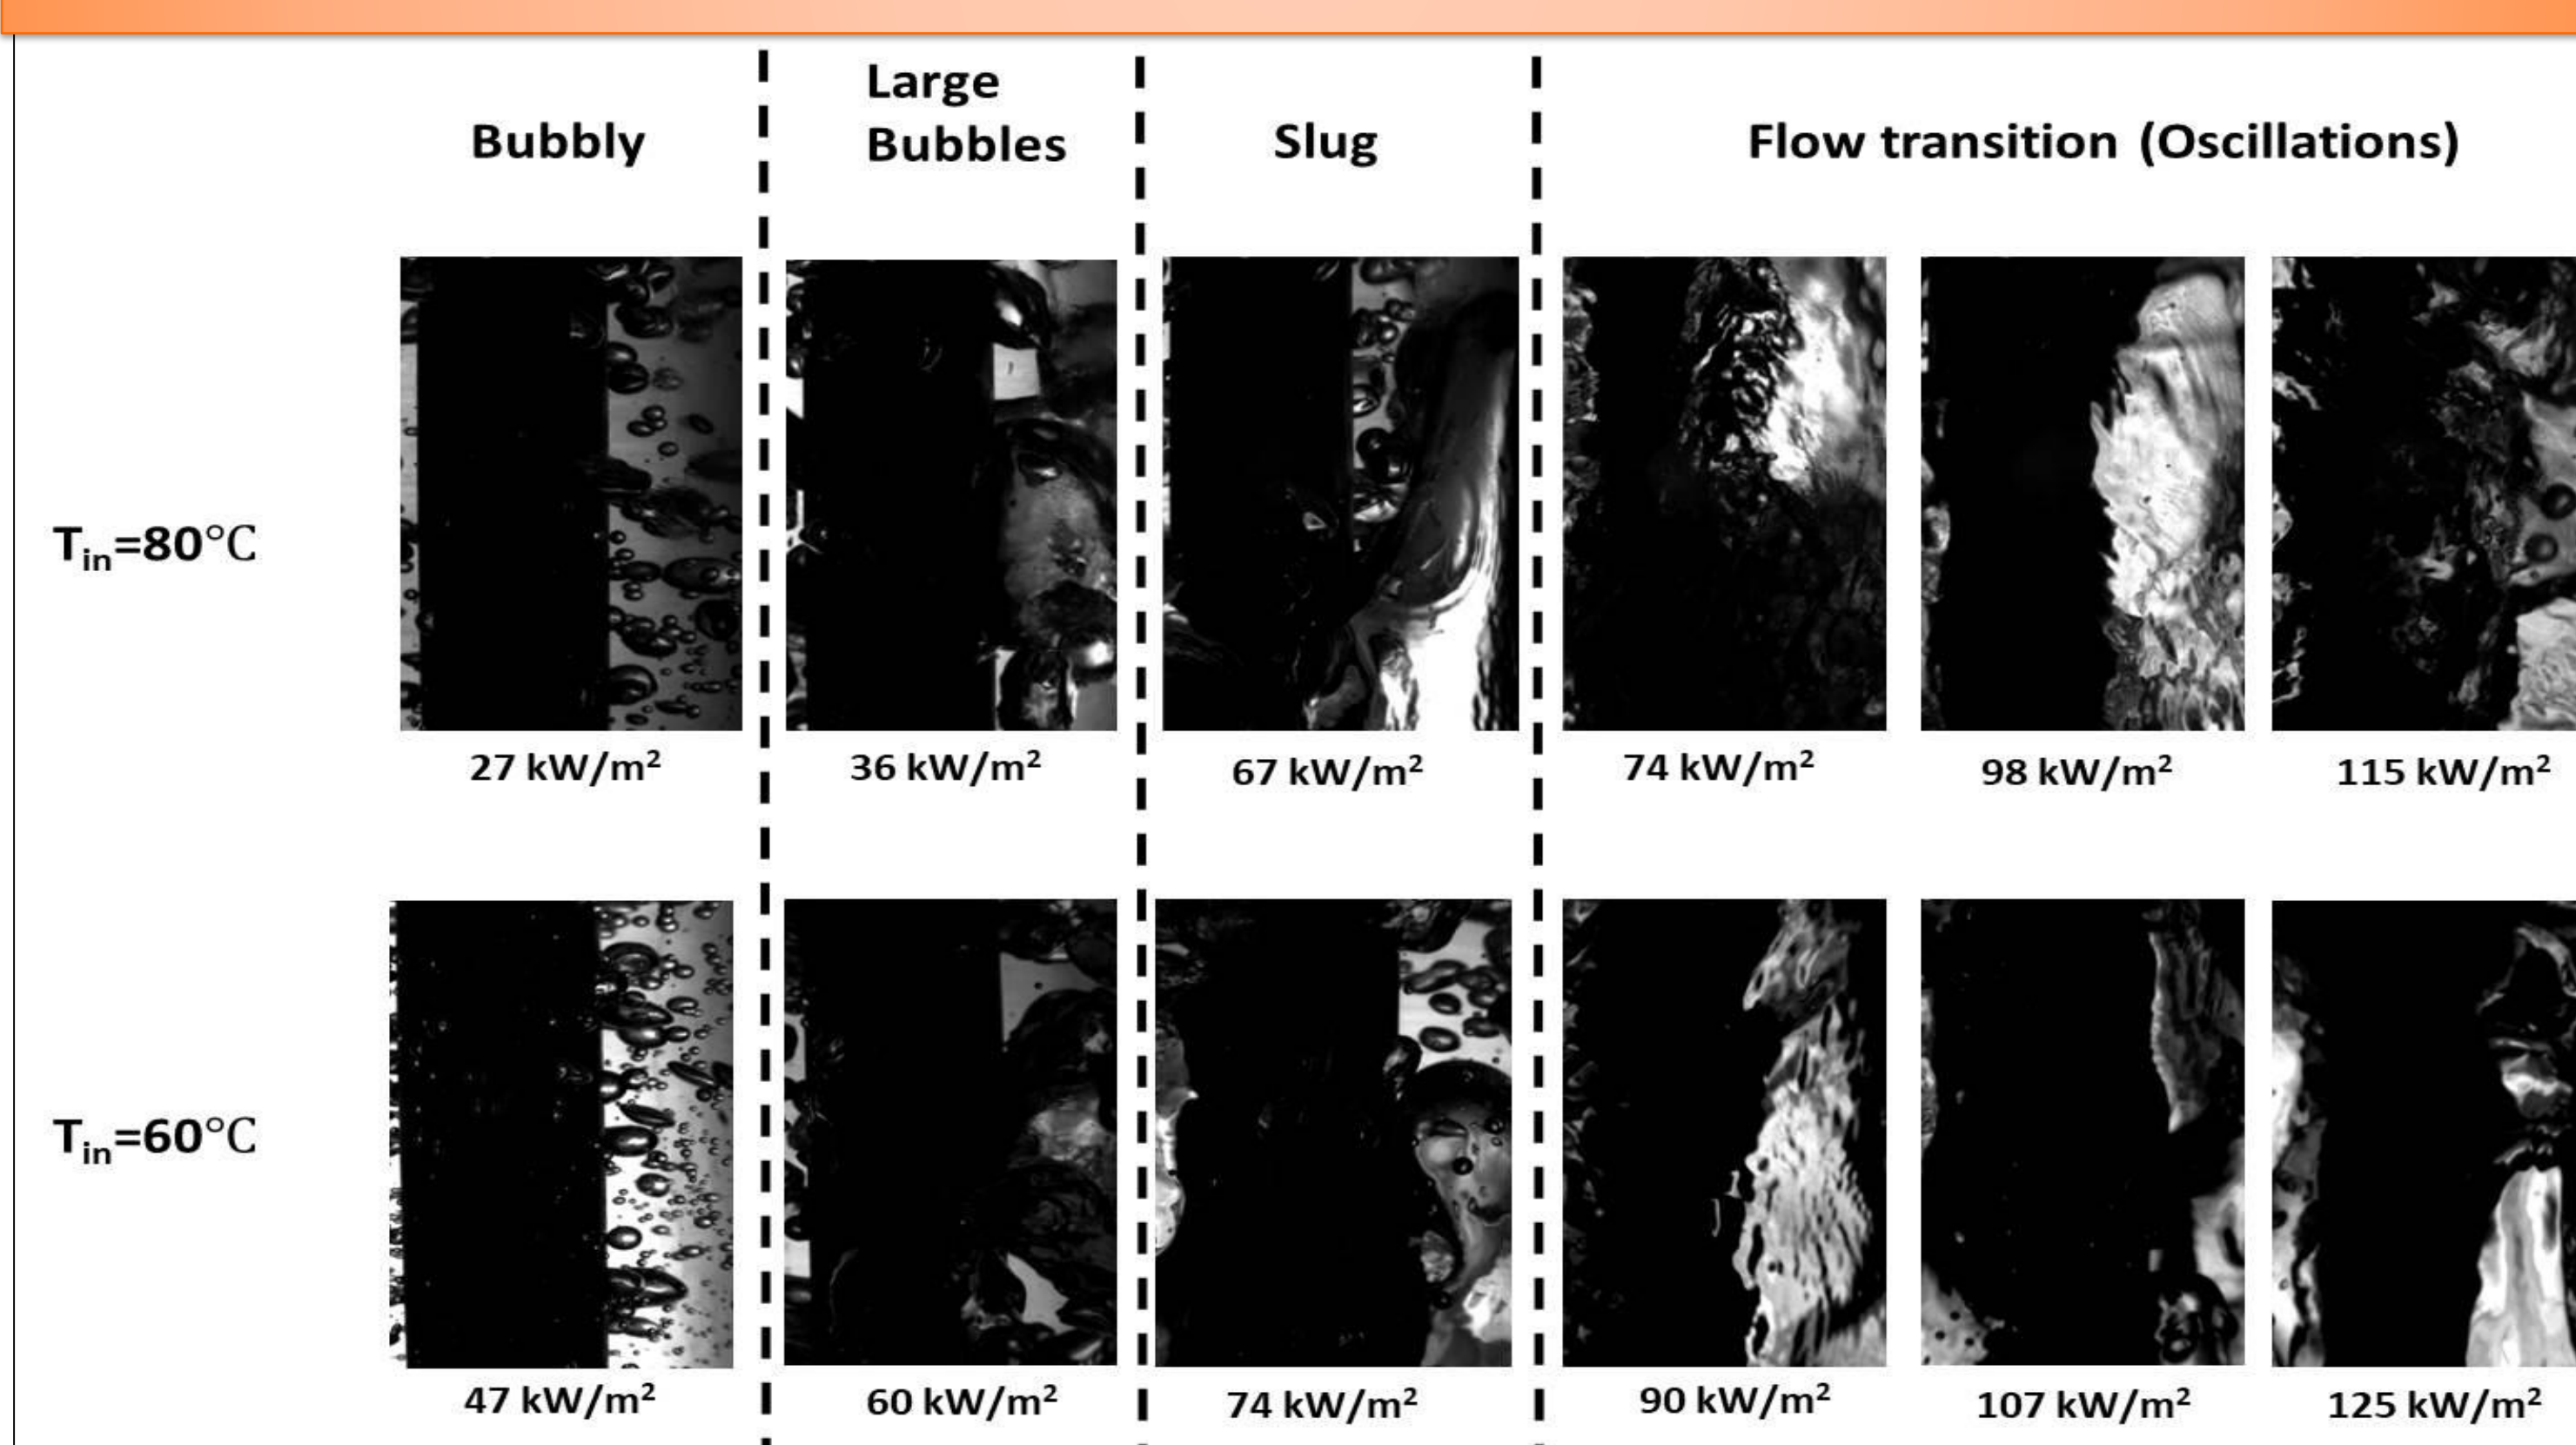 Bubbly
Large
Bubbles
Slug
Flow transition (Oscillations)
T_in=80℃
27 kW/m²
36 kW/m²
67 kW/m²
74 kW/m²
98 kW/m²
115 kW/m²
T_in=60℃
47 kW/m²
60 kW/m²
74 kW/m²
90 kW/m²
107 kW/m²
125 kW/m²